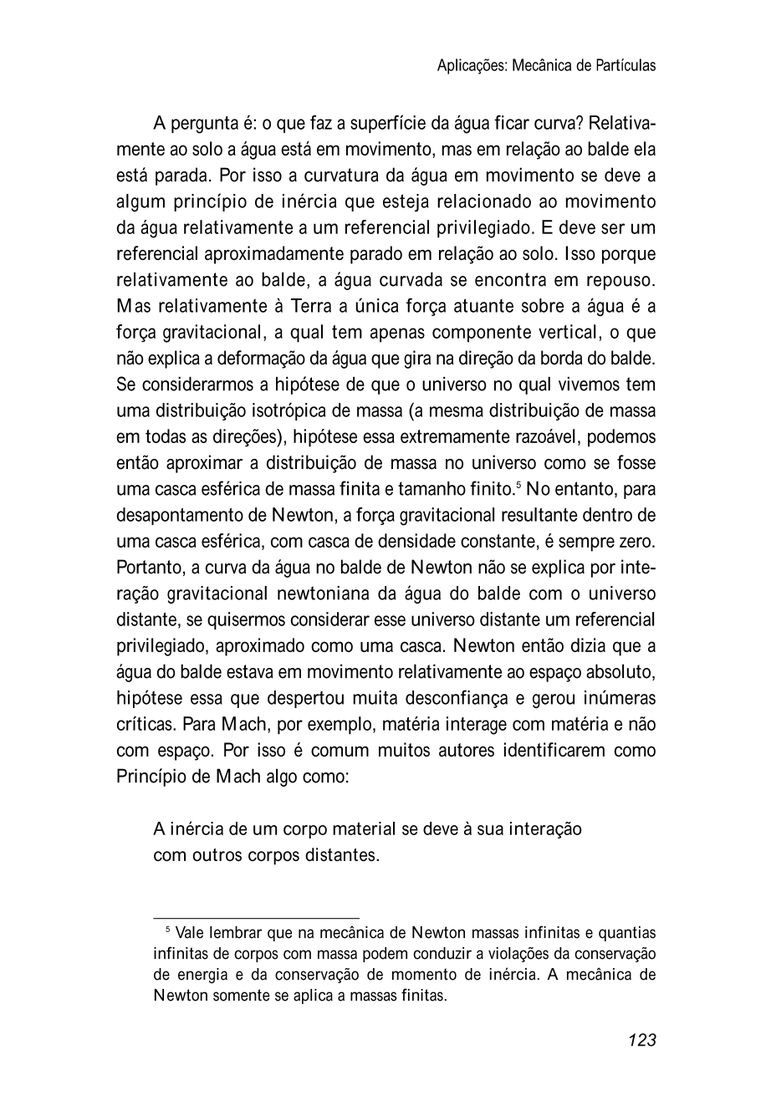 Aplicações: Mecânica de Partículas
A pergunta é: o que faz a superfície da água ficar curva? Relativa-
mente ao solo a água está em movimento, mas em relação ao balde ela
está parada. Por isso a curvatura da água em movimento se deve a
algum princípio de inércia que esteja relacionado ao movimento
da água relativamente a um referencial privilegiado. E deve ser um
referencial aproximadamente parado em relação ao solo. Isso porque
relativamente ao balde, a água curvada se encontra em repouso.
Mas relativamente à Terra a única força atuante sobre a água é a
força gravitacional, a qual tem apenas componente vertical, o que
não explica a deformação da água que gira na direção da borda do balde.
Se considerarmos a hipótese de que o universo no qual vivemos tem
uma distribuição isotrópica de massa (a mesma distribuição de massa
em todas as direções), hipótese essa extremamente razoável, podemos
então aproximar a distribuição de massa no universo como se fosse
uma casca esférica de massa finita e tamanho finito.⁵ No entanto, para
desapontamento de Newton, a força gravitacional resultante dentro de
uma casca esférica, com casca de densidade constante, é sempre zero.
Portanto, a curva da água no balde de Newton não se explica por inte-
ração gravitacional newtoniana da água do balde com o universo
distante, se quisermos considerar esse universo distante um referencial
privilegiado, aproximado como uma casca. Newton então dizia que a
água do balde estava em movimento relativamente ao espaço absoluto,
hipótese essa que despertou muita desconfiança e gerou inúmeras
críticas. Para Mach, por exemplo, matéria interage com matéria e não
com espaço. Por isso é comum muitos autores identificarem como
Princípio de Mach algo como:
A inércia de um corpo material se deve à sua interação
com outros corpos distantes.
⁵ Vale lembrar que na mecânica de Newton massas infinitas e quantias
infinitas de corpos com massa podem conduzir a violações da conservação
de energia e da conservação de momento de inércia. A mecânica de
Newton somente se aplica a massas finitas.
123